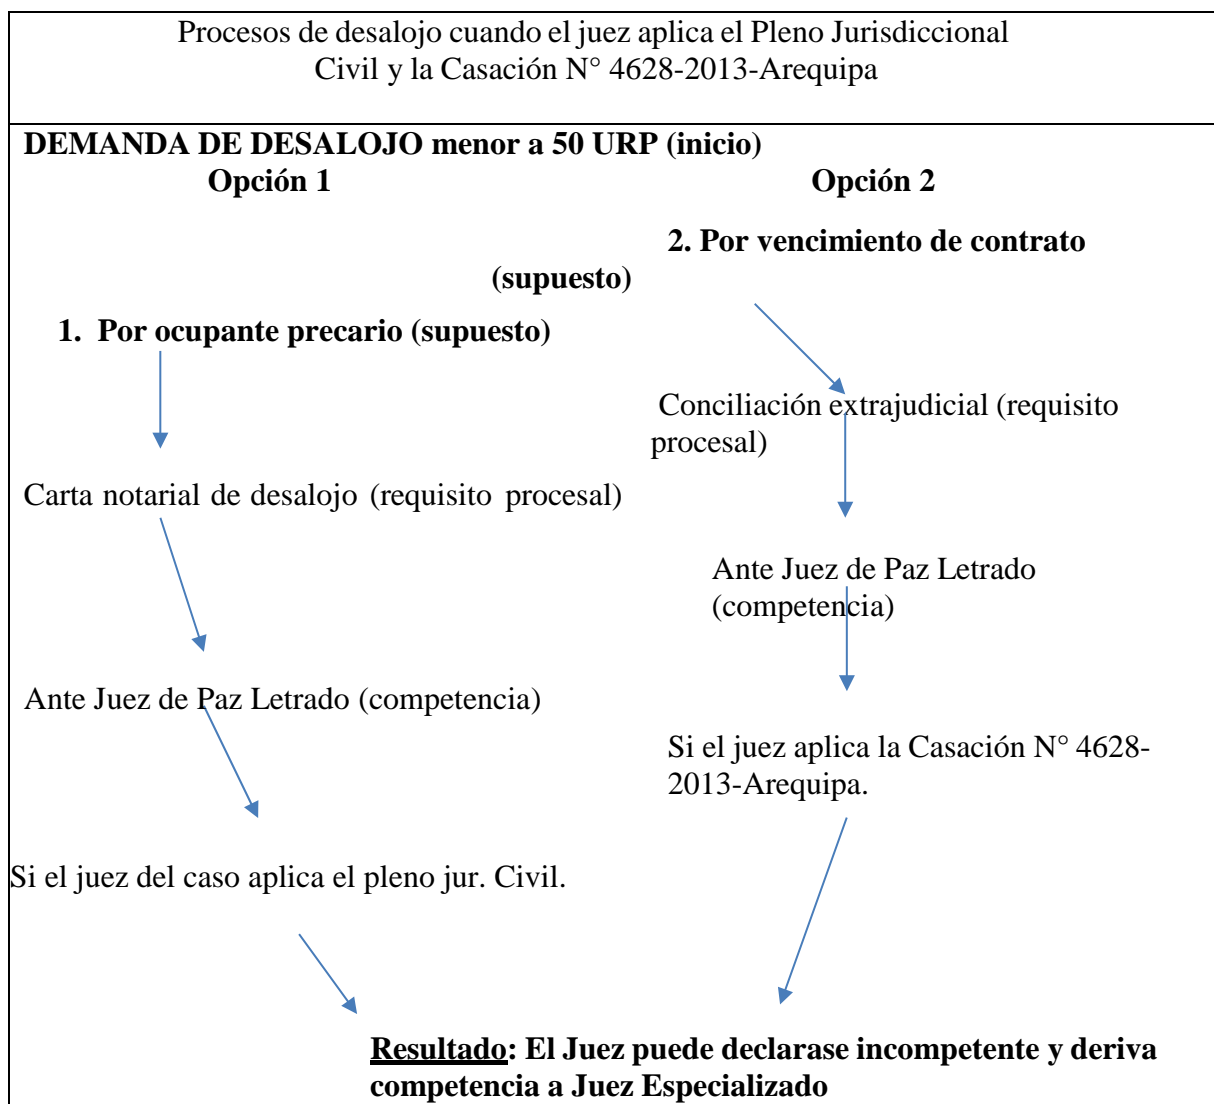 Procesos de desalojo cuando el juez aplica el Pleno Jurisdiccional
Civil y la Casación N° 4628-2013-Arequipa
DEMANDA DE DESALOJO menor a 50 URP (inicio)
Opción 1
1. Por ocupante precario (supuesto)
Carta notarial de desalojo (requisito procesal)
Ante Juez de Paz Letrado (competencia)
Si el juez del caso aplica el pleno jur. Civil.
Opción 2
2. Por vencimiento de contrato
(supuesto)
Conciliación extrajudicial (requisito
procesal)
Ante Juez de Paz Letrado
(competencia)
Si el juez aplica la Casación N° 4628-
2013-Arequipa.
Resultado: El Juez puede declarase incompetente y deriva
competencia a Juez Especializado